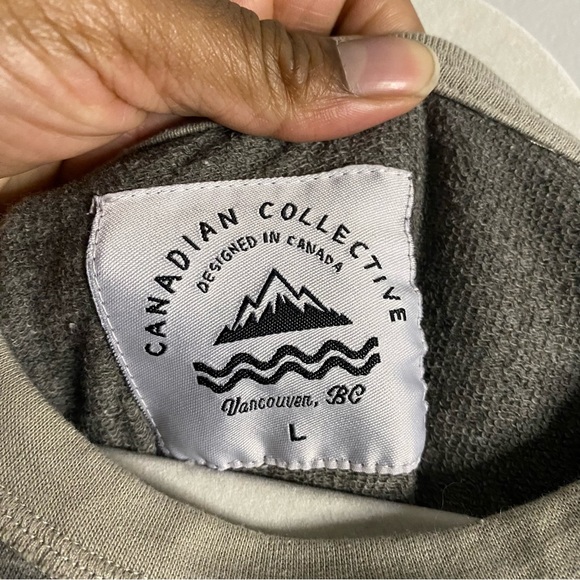 CANADIAN COLLECTIVE
DESIGNED IN CANADA
Vancouver, BC
L